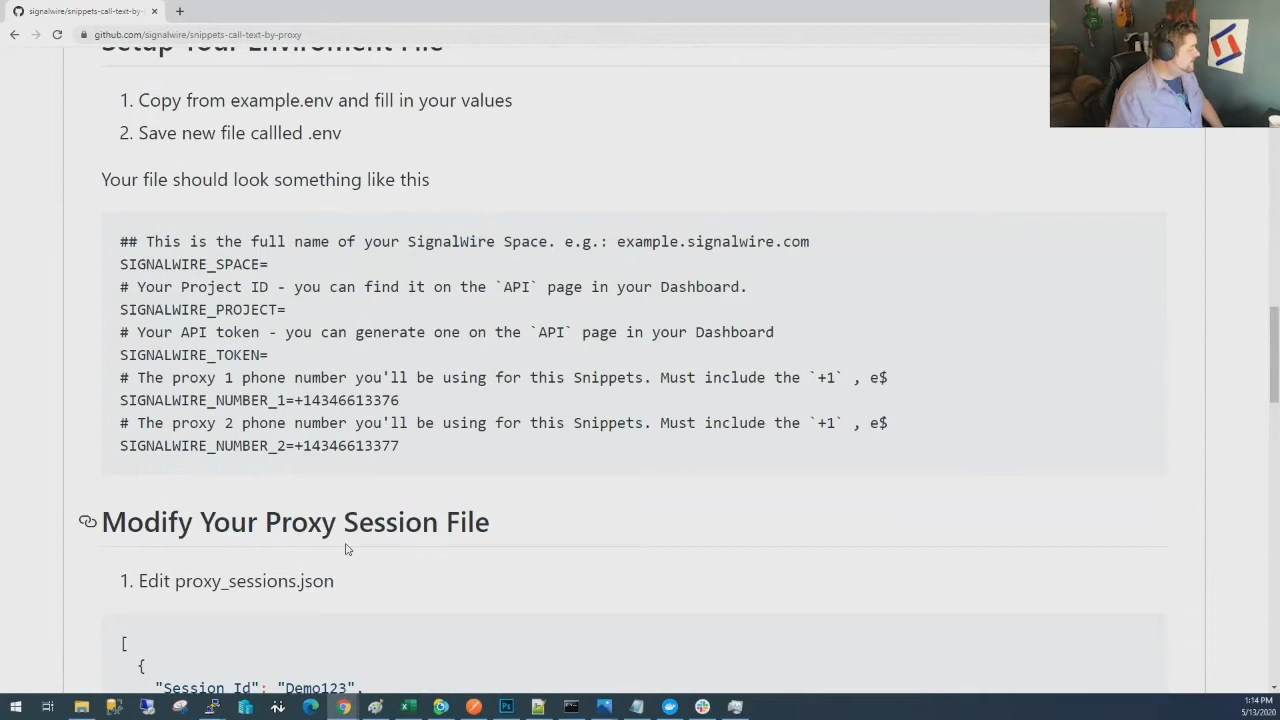 signalwire/snippets-call-text-by-
github.com/signalwire/snippets-call-text-by-proxy
Setup Your Enviroment File
1. Copy from example.env and fill in your values
2. Save new file callled .env
Your file should look something like this
## This is the full name of your SignalWire Space. e.g.: example.signalwire.com
SIGNALWIRE_SPACE=
# Your Project ID - you can find it on the `API` page in your Dashboard.
SIGNALWIRE_PROJECT=
# Your API token - you can generate one on the `API` page in your Dashboard
SIGNALWIRE_TOKEN=
# The proxy 1 phone number you'll be using for this Snippets. Must include the `+1` , e$
SIGNALWIRE_NUMBER_1=+14346613376
# The proxy 2 phone number you'll be using for this Snippets. Must include the `+1` , e$
SIGNALWIRE_NUMBER_2=+14346613377
Modify Your Proxy Session File
1. Edit proxy_sessions.json
[
{
"Session_Id": "Demo123",
1:14 PM
5/13/2020